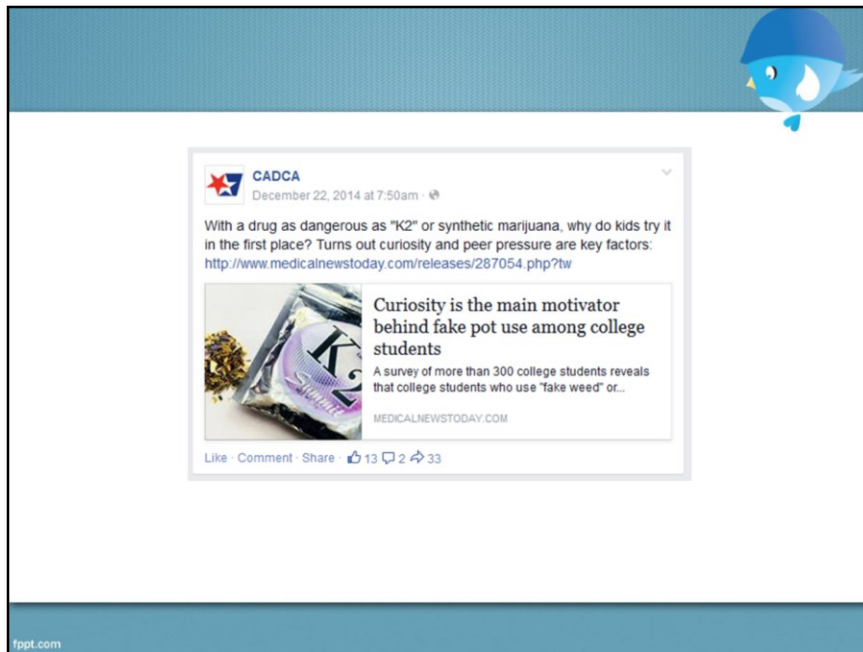 CADCA
December 22, 2014 at 7:50am ·
With a drug as dangerous as "K2" or synthetic marijuana, why do kids try it
in the first place? Turns out curiosity and peer pressure are key factors:
http://www.medicalnewstoday.com/releases/287054.php?tw
K2
Summit
Curiosity is the main motivator
behind fake pot use among college
students
A survey of more than 300 college students reveals
that college students who use "fake weed" or...
MEDICALNEWSTODAY.COM
Like · Comment · Share · 13 2 33
fppt.com